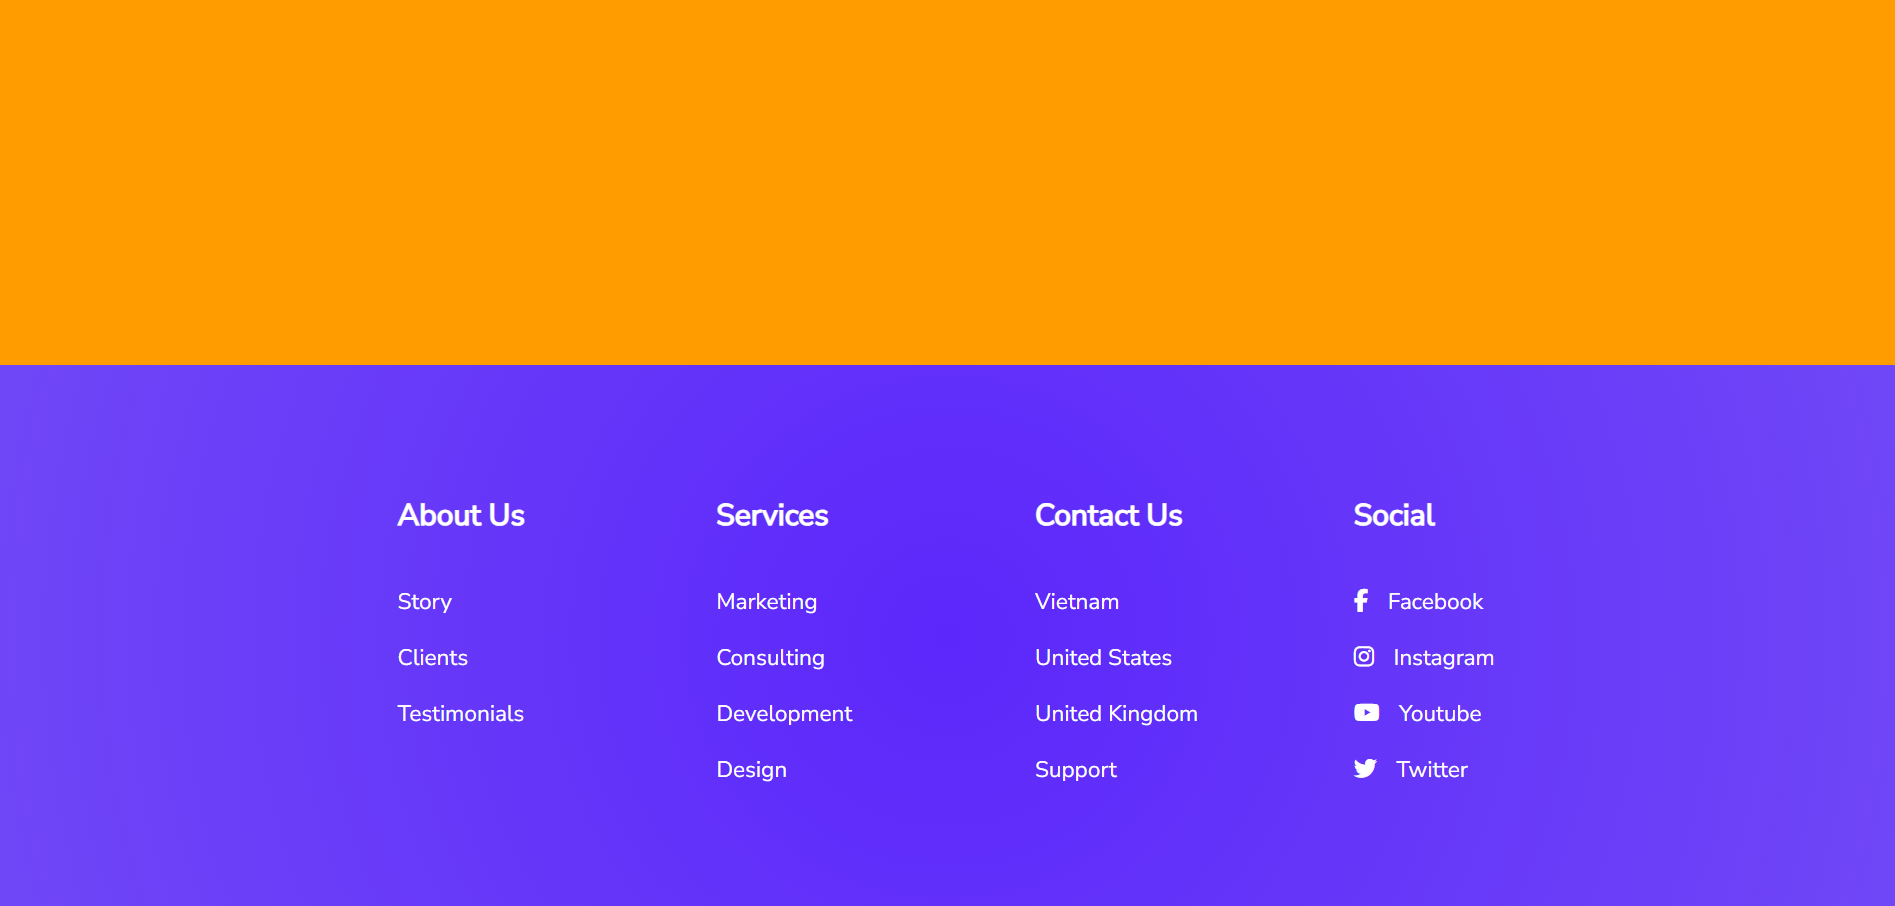 About Us
Story
Clients
Testimonials
Services
Marketing
Consulting
Development
Design
Contact Us
Vietnam
United States
United Kingdom
Support
Social
Facebook
Instagram
Youtube
Twitter